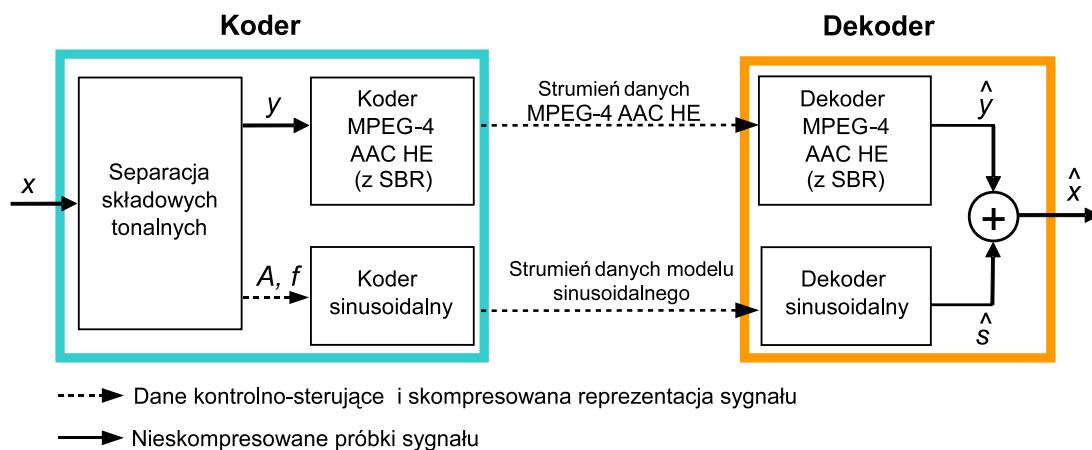 Koder
Dekoder
x
Separacja
składowych
tonalnych
y
A, f
Koder
MPEG-4
AAC HE
(z SBR)
Koder
sinusoidalny
Strumień danych
MPEG-4 AAC HE
Strumień danych modelu
sinusoidalnego
Dekoder
MPEG-4
AAC HE
(z SBR)
Dekoder
sinusoidalny
ŷ
ŝ
+
x̂
Dane kontrolno-sterujące i skompresowana reprezentacja sygnału
Nieskompresowane próbki sygnału